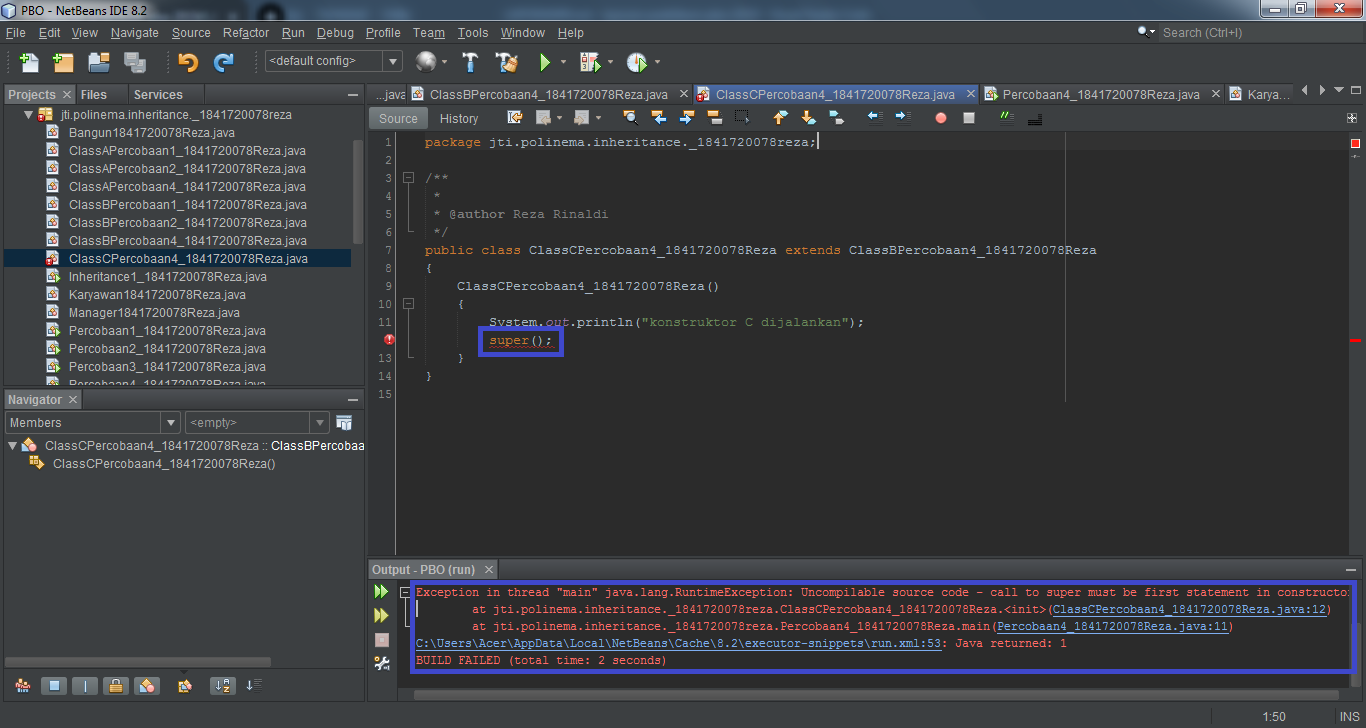 PBO - NetBeans IDE 8.2
File Edit View Navigate Source Refactor Run Debug Profile Team Tools Window Help
Search (Ctrl+I)
<default config>
Projects Files Services
jti.polinema.inheritance._1841720078reza
Bangun1841720078Reza.java
ClassAPercobaan1_1841720078Reza.java
ClassAPercobaan2_1841720078Reza.java
ClassAPercobaan4_1841720078Reza.java
ClassBPercobaan1_1841720078Reza.java
ClassBPercobaan2_1841720078Reza.java
ClassBPercobaan4_1841720078Reza.java
ClassCPercobaan4_1841720078Reza.java
Inheritance1_1841720078Reza.java
Karyawan1841720078Reza.java
Manager1841720078Reza.java
Percobaan1_1841720078Reza.java
Percobaan2_1841720078Reza.java
Percobaan3_1841720078Reza.java
Percobaan4_1841720078Reza.java
Navigator
Members <empty>
ClassCPercobaan4_1841720078Reza :: ClassBPercobaa
ClassCPercobaan4_1841720078Reza()
...java ClassBPercobaan4_1841720078Reza.java ClassCPercobaan4_1841720078Reza.java Percobaan4_1841720078Reza.java Karya...
Source History
1 package jti.polinema.inheritance._1841720078reza;
2
3 /**
4 *
5 * @author Reza Rinaldi
6 */
7 public class ClassCPercobaan4_1841720078Reza extends ClassBPercobaan4_1841720078Reza
8 {
9 ClassCPercobaan4_1841720078Reza()
10 {
11 System.out.println("konstruktor C dijalankan");
super();
13 }
14 }
15
Output - PBO (run)
Exception in thread "main" java.lang.RuntimeException: Uncompilable source code - call to super must be first statement in constructor
at jti.polinema.inheritance._1841720078reza.ClassCPercobaan4_1841720078Reza.<init>(ClassCPercobaan4_1841720078Reza.java:12)
at jti.polinema.inheritance._1841720078reza.Percobaan4_1841720078Reza.main(Percobaan4_1841720078Reza.java:11)
C:\Users\Acer\AppData\Local\NetBeans\Cache\8.2\executor-snippets\run.xml:53: Java returned: 1
BUILD FAILED (total time: 2 seconds)
1:50 INS